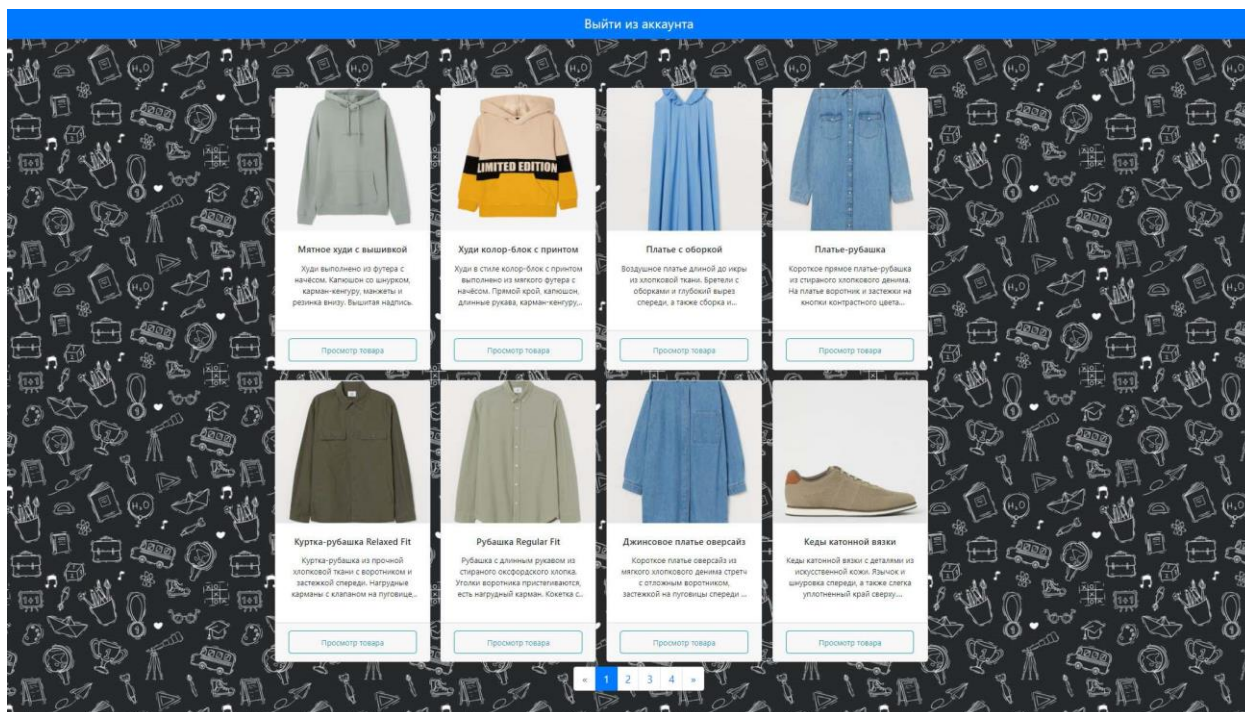 Выйти из аккаунта
LIMITED EDITION
Мятное худи с вышивкой
Худи выполнено из футера с
начёсом. Капюшон со шнурком,
карман-кенгуру, манжеты и
резинка внизу. Вышитая надпись.
Просмотр товара
Худи колор-блок с принтом
Худи в стиле колор-блок с принтом
выполнено из мягкого футера с
начёсом. Прямой крой, капюшон,
длинные рукава, карман-кенгуру,...
Просмотр товара
Платье с оборкой
Воздушное платье длиной до икры
из хлопковой ткани. Бретели с
оборками и глубокий вырез
спереди, а также сборка и...
Просмотр товара
Платье-рубашка
Короткое прямое платье-рубашка
из стираного хлопкового денима.
На платье воротник и застежки на
кнопки контрастного цвета...
Просмотр товара
Куртка-рубашка Relaxed Fit
Куртка-рубашка из прочной
хлопковой ткани с воротником и
застежкой спереди. Нагрудные
карманы с клапаном на пуговице,..
Просмотр товара
Рубашка Regular Fit
Рубашка с длинным рукавом из
стираного оксфордского хлопка.
Уголки воротника пристегиваются,
есть нагрудный карман. Кокетка с..
Просмотр товара
Джинсовое платье оверсайз
Короткое платье оверсайз из
мягкого хлопкового денима стретч
с отложным воротником,
застежкой на пуговицы спереди ...
Просмотр товара
Кеды катонной вязки
Кеды катонной вязки с деталями из
искусственной кожи. Язычок и
шнуровка спереди, а также слегка
уплотненный край сверху....
Просмотр товара
« 1 2 3 4 »
H₂O
1+1